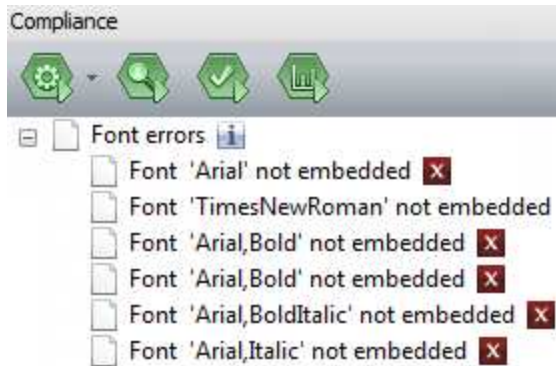 Compliance
Font errors
Font 'Arial' not embedded
Font 'TimesNewRoman' not embedded
Font 'Arial,Bold' not embedded
Font 'Arial,Bold' not embedded
Font 'Arial,BoldItalic' not embedded
Font 'Arial,Italic' not embedded